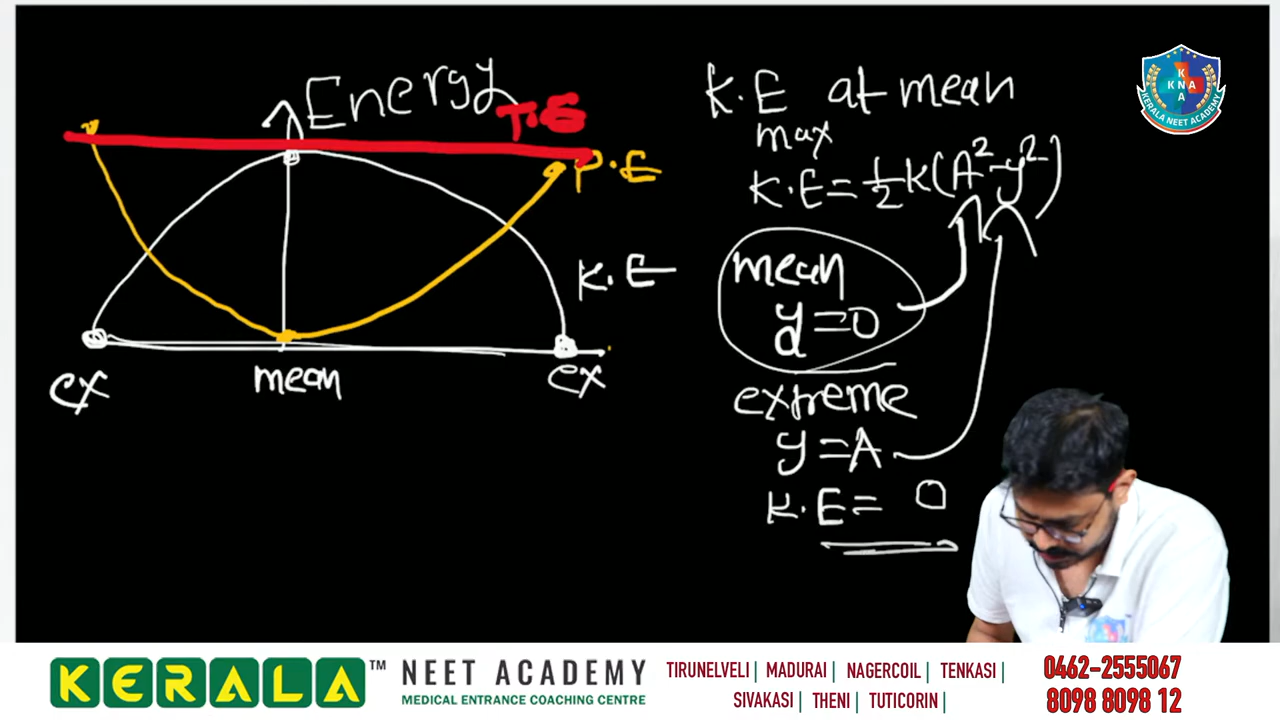 Energy
T.E
P.E
K.E
ex
mean
ex
K.E at mean
max
K.E = 1/2 K(A² - y²)
mean
y = 0
extreme
y = A
K.E = 0
K
K N A
A
KERALA NEET ACADEMY
KERALA™
NEET ACADEMY
MEDICAL ENTRANCE COACHING CENTRE
TIRUNELVELI | MADURAI | NAGERCOIL | TENKASI |
SIVAKASI | THENI | TUTICORIN |
0462-2555067
8098 8098 12